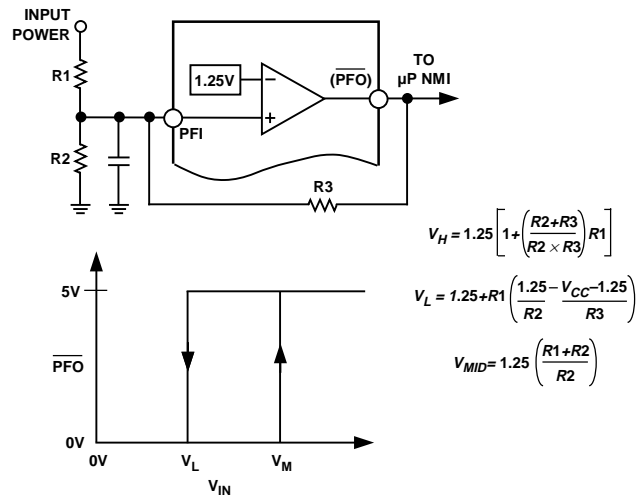 INPUT
POWER
R1
R2
1.25V
–
+
PFI
(PFO)
TO
µP NMI
R3
V_H = 1.25 [1+((R2+R3)/(R2 × R3)) R1]
V_L = 1.25+R1 (1.25/R2 – (V_CC–1.25)/R3)
V_MID= 1.25 ((R1+R2)/R2)
5V
PFO
0V
0V
V_L
V_M
V_IN